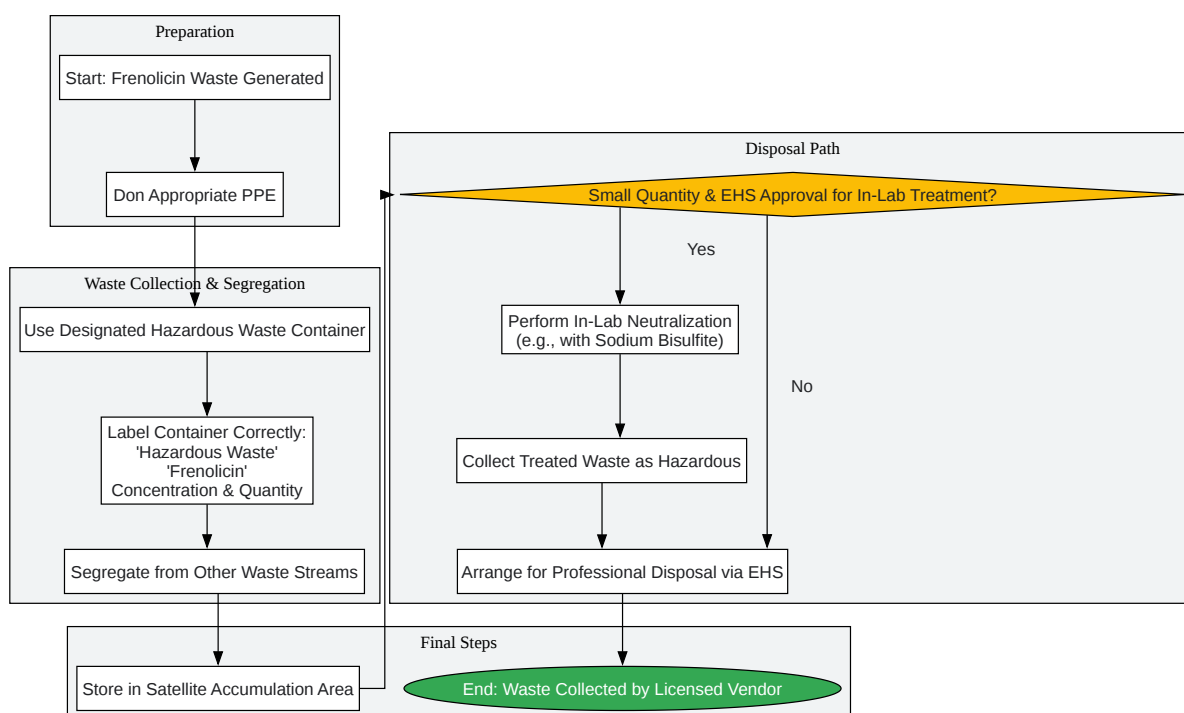 Preparation
Start: Frenolicin Waste Generated
Don Appropriate PPE
Waste Collection & Segregation
Use Designated Hazardous Waste Container
Label Container Correctly:
'Hazardous Waste'
'Frenolicin'
Concentration & Quantity
Segregate from Other Waste Streams
Disposal Path
Small Quantity & EHS Approval for In-Lab Treatment?
Yes
Perform In-Lab Neutralization
(e.g., with Sodium Bisulfite)
No
Collect Treated Waste as Hazardous
Arrange for Professional Disposal via EHS
Final Steps
Store in Satellite Accumulation Area
End: Waste Collected by Licensed Vendor